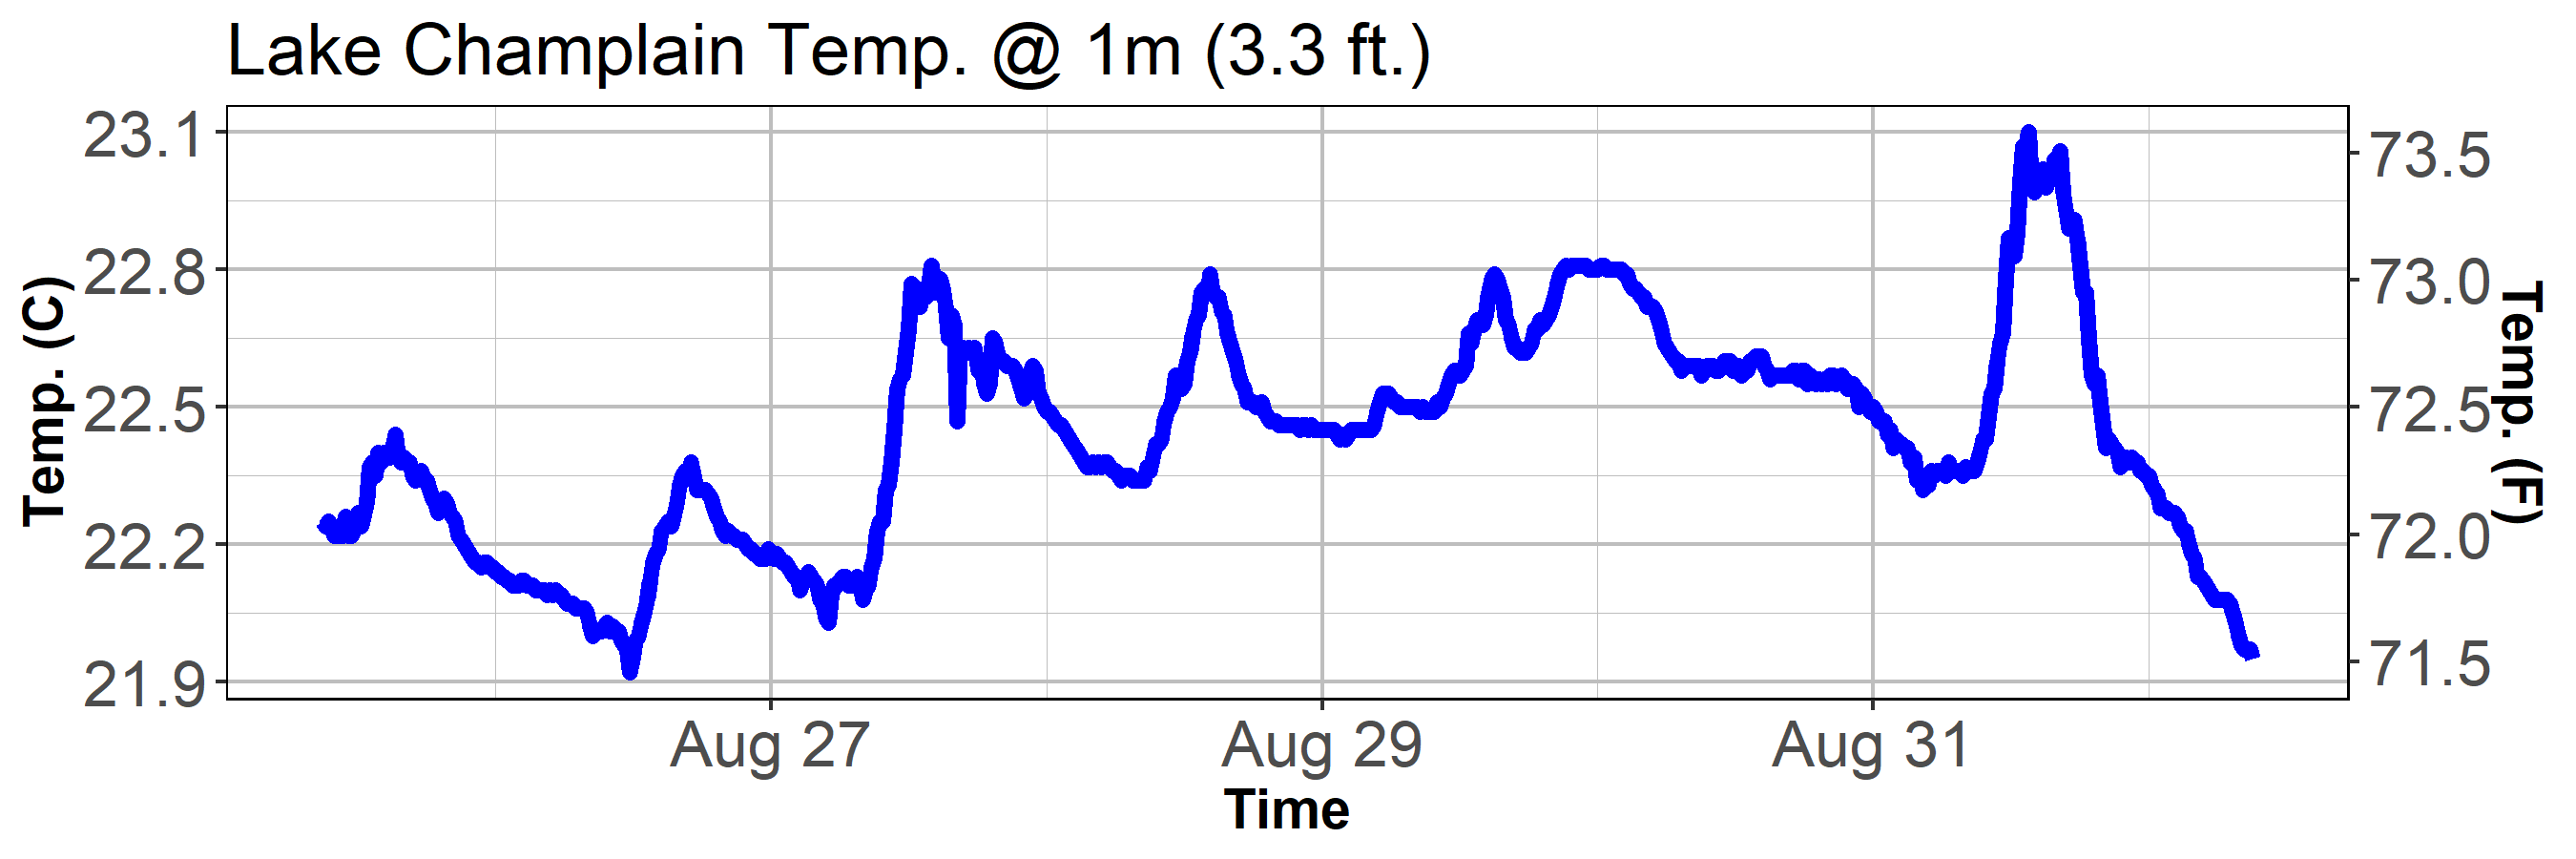 Lake Champlain Temp. @ 1m (3.3 ft.)
Temp. (C)
23.1
22.8
22.5
22.2
21.9
73.5
73.0
72.5
72.0
71.5
Temp. (F)
Aug 27
Aug 29
Aug 31
Time